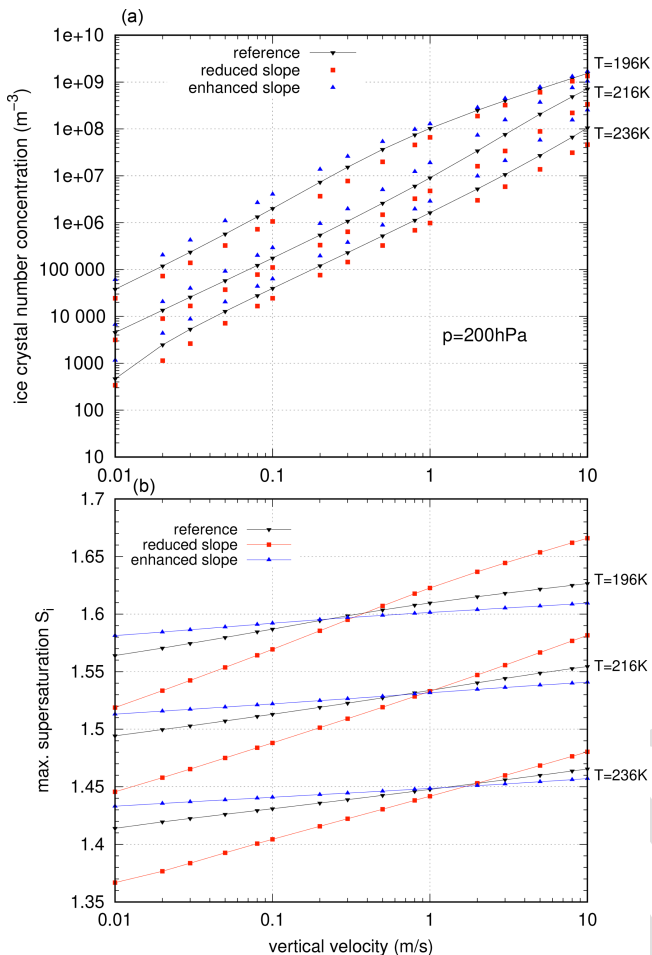 (a)
1e+10
1e+09
1e+08
1e+07
1e+06
100 000
10 000
1000
100
10
ice crystal number concentration (m⁻³)
reference
reduced slope
enhanced slope
T=196K
T=216K
T=236K
p=200hPa
0.01 0.1 1 10
(b)
1.7
1.65
1.6
1.55
1.5
1.45
1.4
1.35
max. supersaturation Sᵢ
reference
reduced slope
enhanced slope
T=196K
T=216K
T=236K
0.01 0.1 1 10
vertical velocity (m/s)